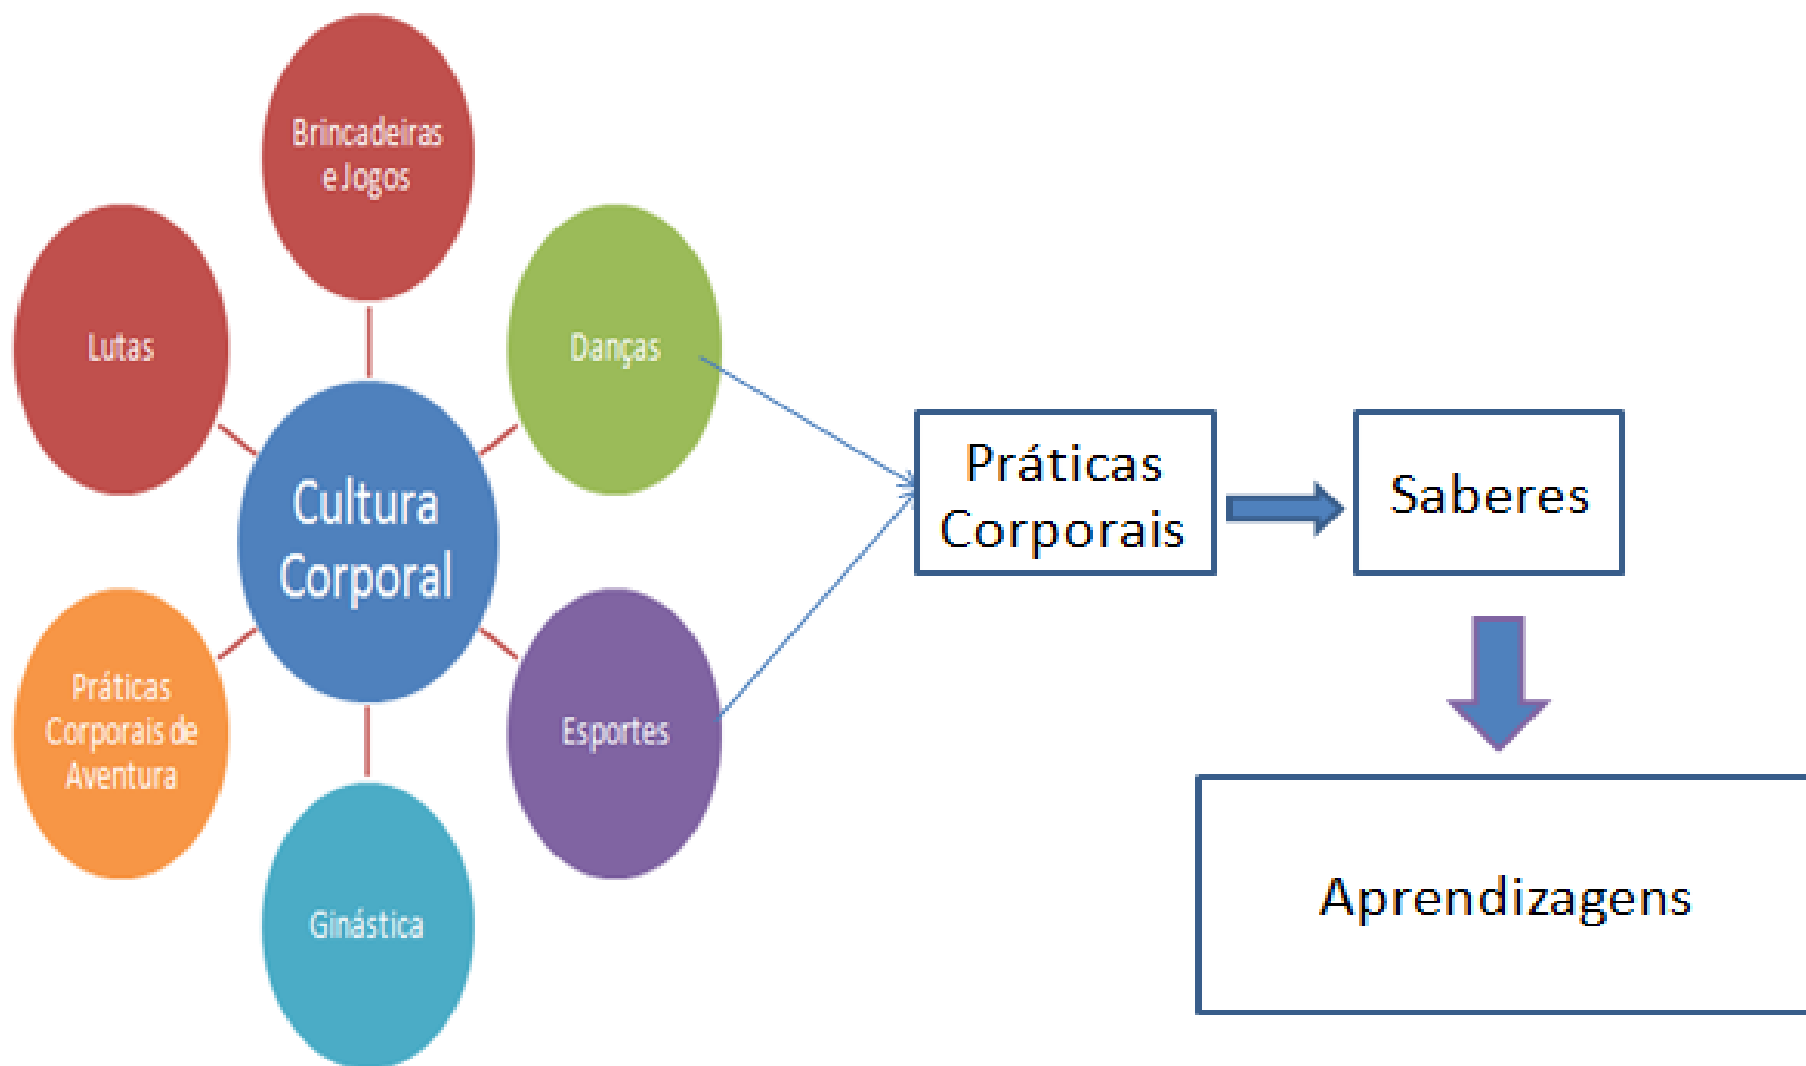 Brincadeiras
e Jogos
Lutas
Danças
Cultura
Corporal
Práticas
Corporais de
Aventura
Esportes
Ginástica
Práticas
Corporais
Saberes
Aprendizagens